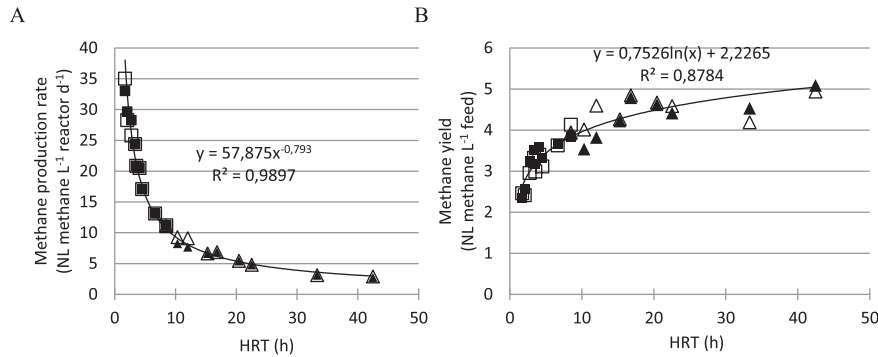 A
B
Methane production rate
(NL methane L⁻¹ reactor d⁻¹)
40
35
30
25
20
15
10
5
0
y = 57,875x⁻⁰,⁷⁹³
R² = 0,9897
0 10 20 30 40 50
HRT (h)
Methane yield
(NL methane L⁻¹ feed)
6
5
4
3
2
1
0
y = 0,7526ln(x) + 2,2265
R² = 0,8784
0 10 20 30 40 50
HRT (h)